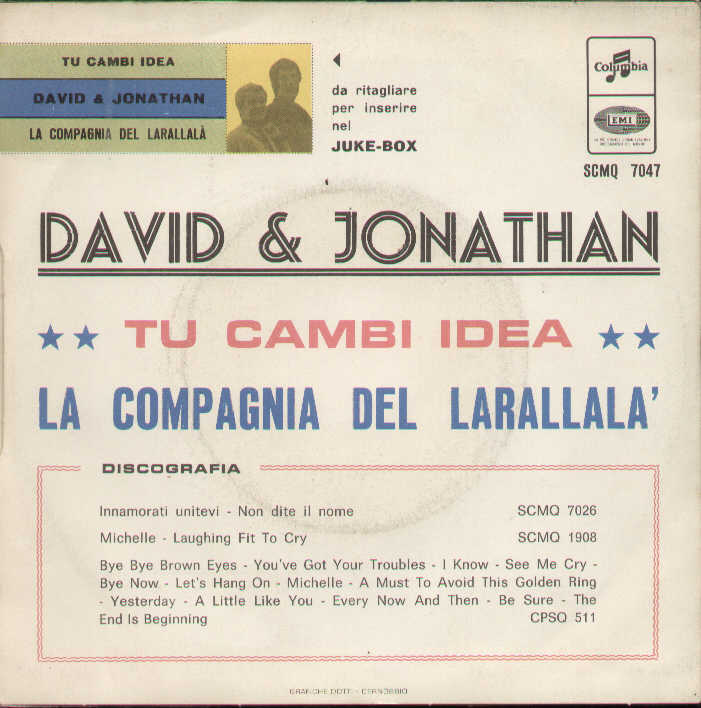 TU CAMBI IDEA
DAVID & JONATHAN
LA COMPAGNIA DEL LARALLALÀ
da ritagliare
per inserire
nel
JUKE-BOX
Columbia
EMI
SCMQ 7047
DAVID & JONATHAN
TU CAMBI IDEA
LA COMPAGNIA DEL LARALLALA'
DISCOGRAFIA
Innamorati unitevi - Non dite il nome SCMQ 7026
Michelle - Laughing Fit To Cry SCMQ 1908
Bye Bye Brown Eyes - You've Got Your Troubles - I Know - See Me Cry -
Bye Now - Let's Hang On - Michelle - A Must To Avoid This Golden Ring
- Yesterday - A Little Like You - Every Now And Then - Be Sure - The
End Is Beginning CPSQ 511
CERNOBBIO